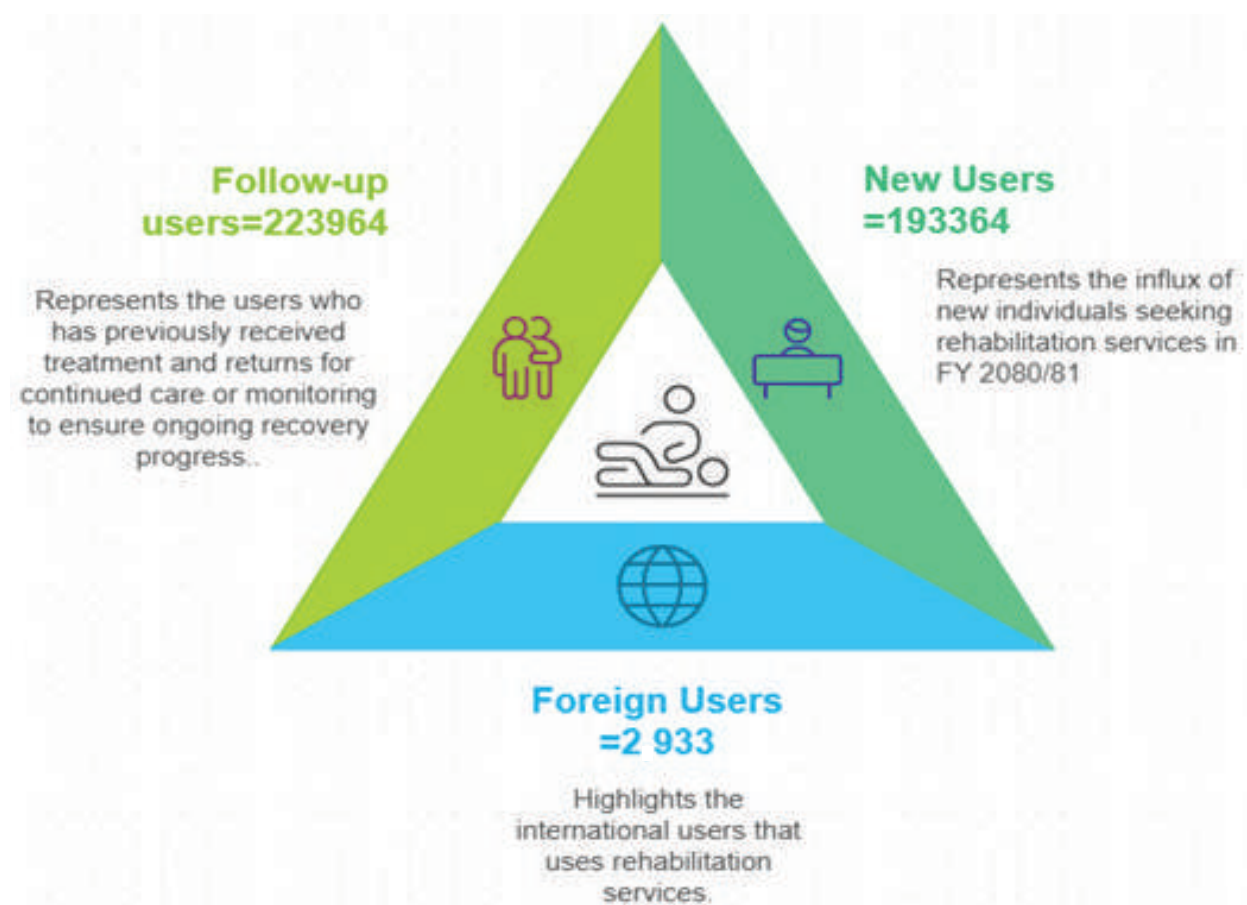 Follow-up
users=223964
Represents the users who
has previously received
treatment and returns for
continued care or monitoring
to ensure ongoing recovery
progress..
New Users
=193364
Represents the influx of
new individuals seeking
rehabilitation services in
FY 2080/81
Foreign Users
=2 933
Highlights the
international users that
uses rehabilitation
services.